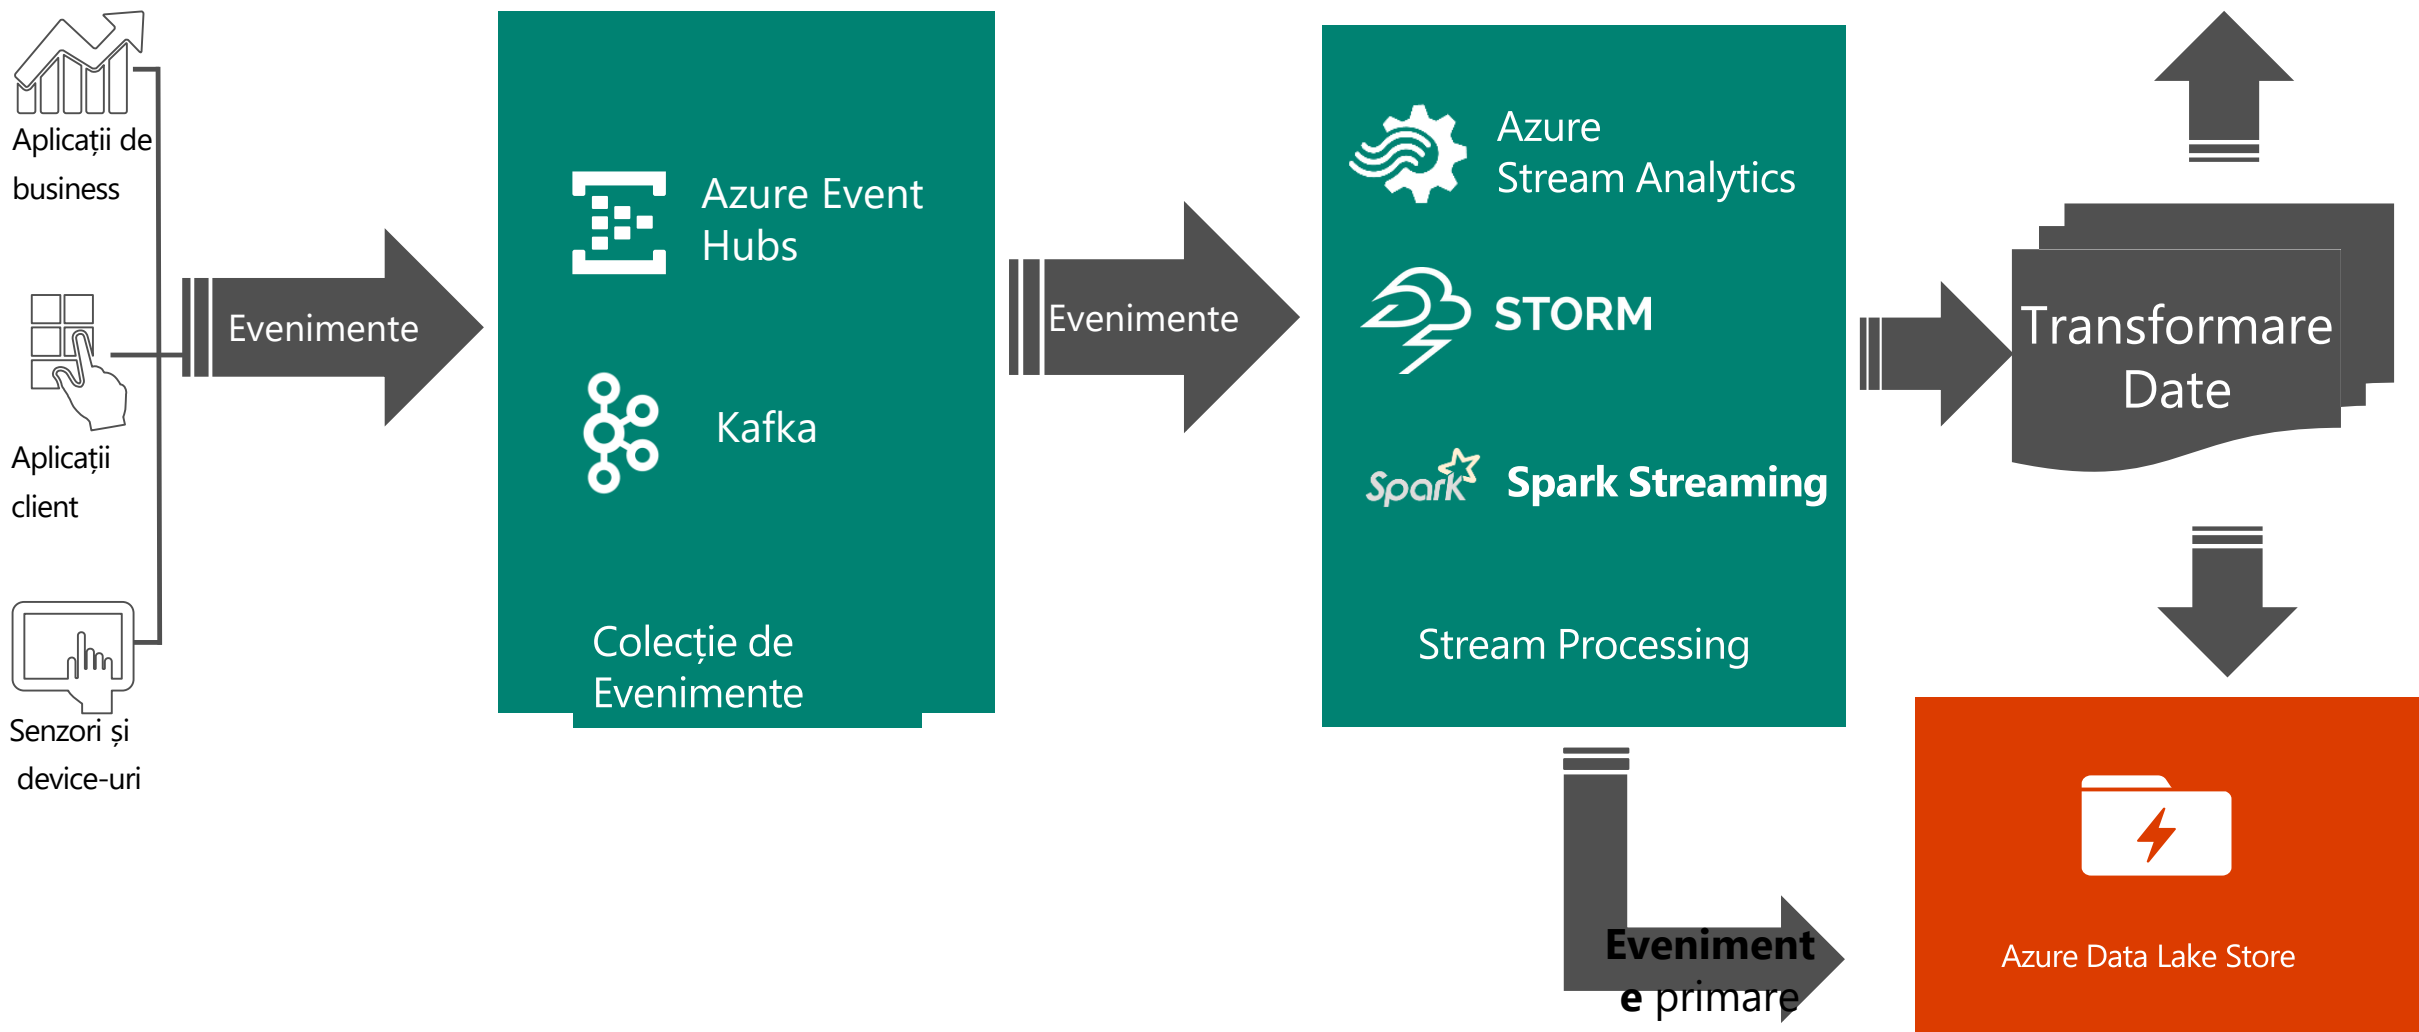 Aplicații de
business
Aplicații
client
Senzori și
device-uri
Evenimente
Azure Event
Hubs
Kafka
Colecție de
Evenimente
Evenimente
Azure
Stream Analytics
STORM
Spark Spark Streaming
Stream Processing
Transformare
Date
Eveniment
e primare
Azure Data Lake Store